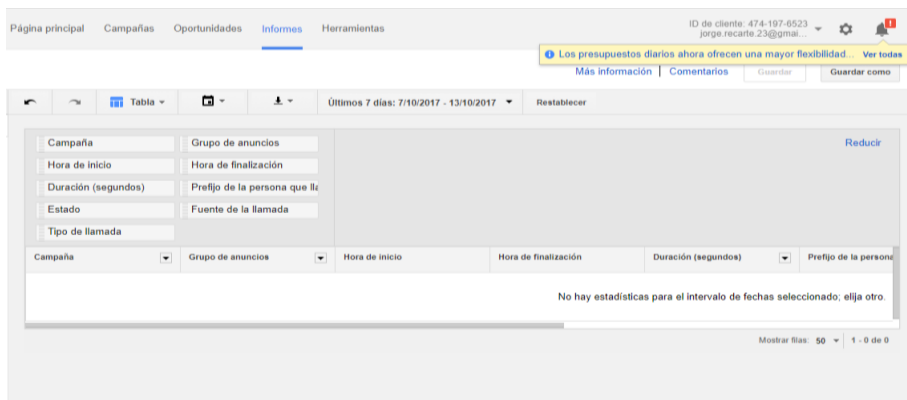 Página principal Campañas Oportunidades Informes Herramientas
ID de cliente: 474-197-6523
jorge.recarte.23@gmai...
!
Los presupuestos diarios ahora ofrecen una mayor flexibilidad... Ver todas
Más información Comentarios Guardar Guardar como
Tabla Últimos 7 días: 7/10/2017 - 13/10/2017 Restablecer
Campaña Grupo de anuncios Reducir
Hora de inicio Hora de finalización
Duración (segundos) Prefijo de la persona que lla
Estado Fuente de la llamada
Tipo de llamada
Campaña Grupo de anuncios Hora de inicio Hora de finalización Duración (segundos) Prefijo de la persona
No hay estadísticas para el intervalo de fechas seleccionado; elija otro.
Mostrar filas: 50 1 - 0 de 0